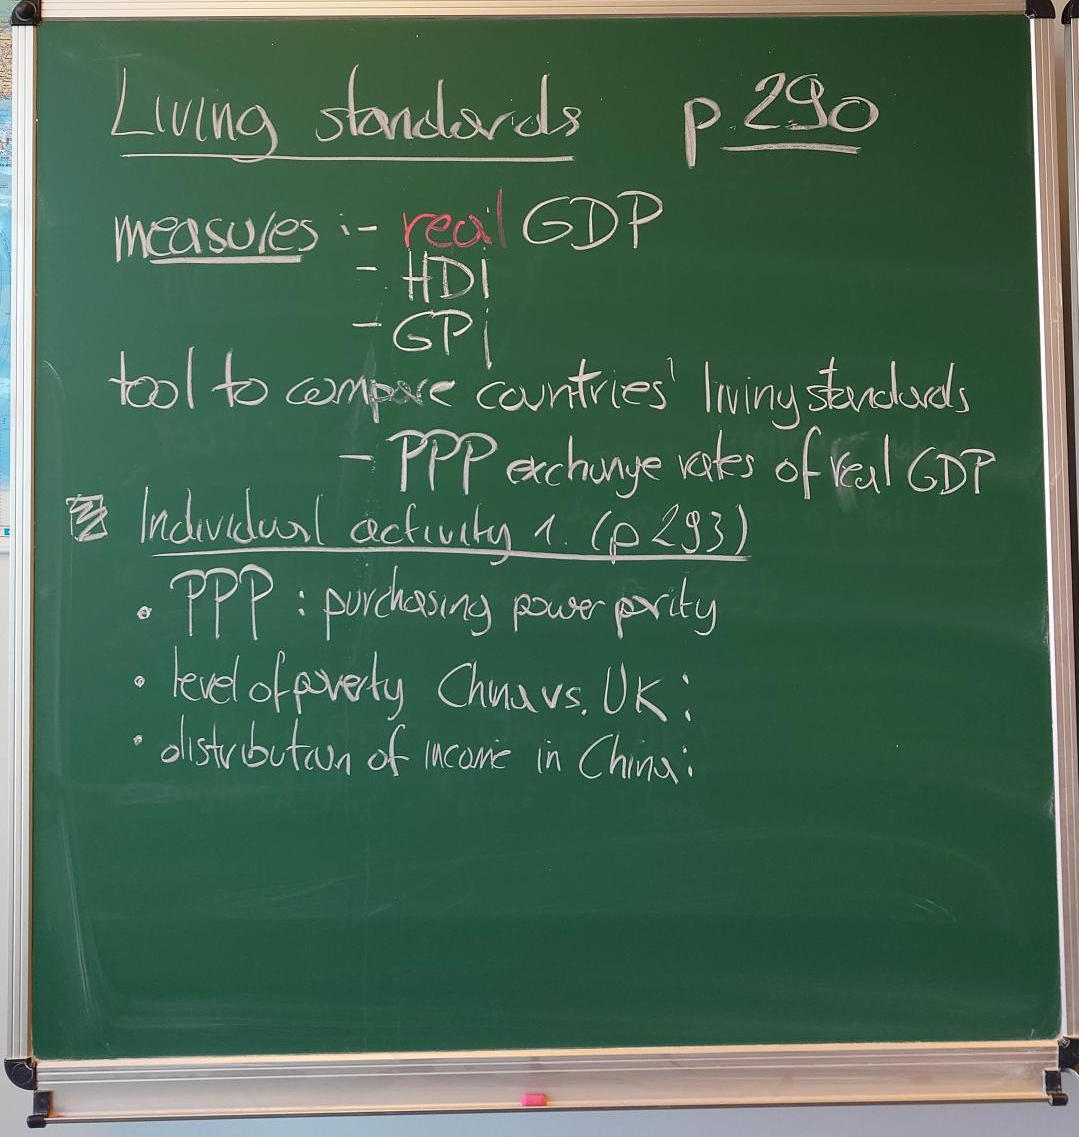 Living standards p 290
measures :- real GDP
- HDI
- GPI
tool to compare countries' living standards
- PPP exchange rates of real GDP
Individual activity 1. (p 293)
• PPP : purchasing power parity
• level of poverty China vs. UK :
• distribution of income in China :